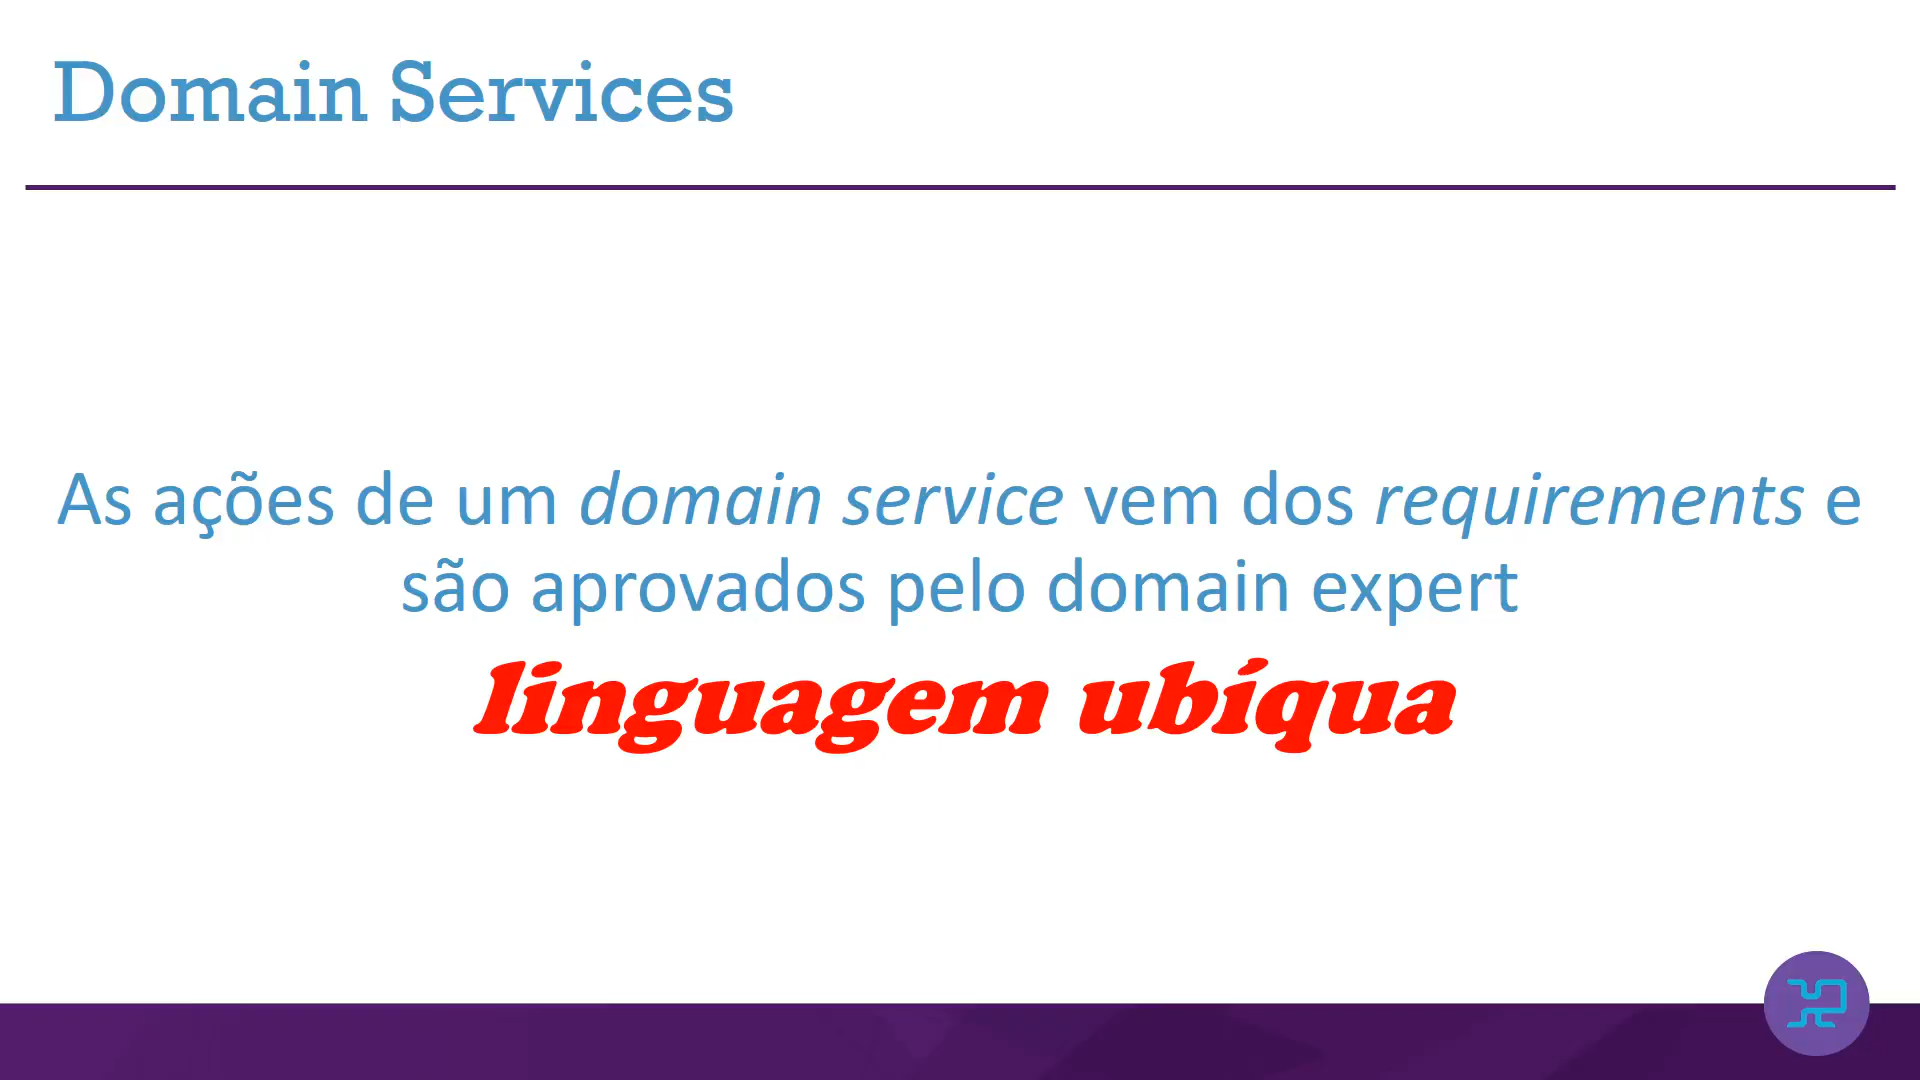 Domain Services
As ações de um domain service vem dos requirements e
são aprovados pelo domain expert
linguagem ubíqua